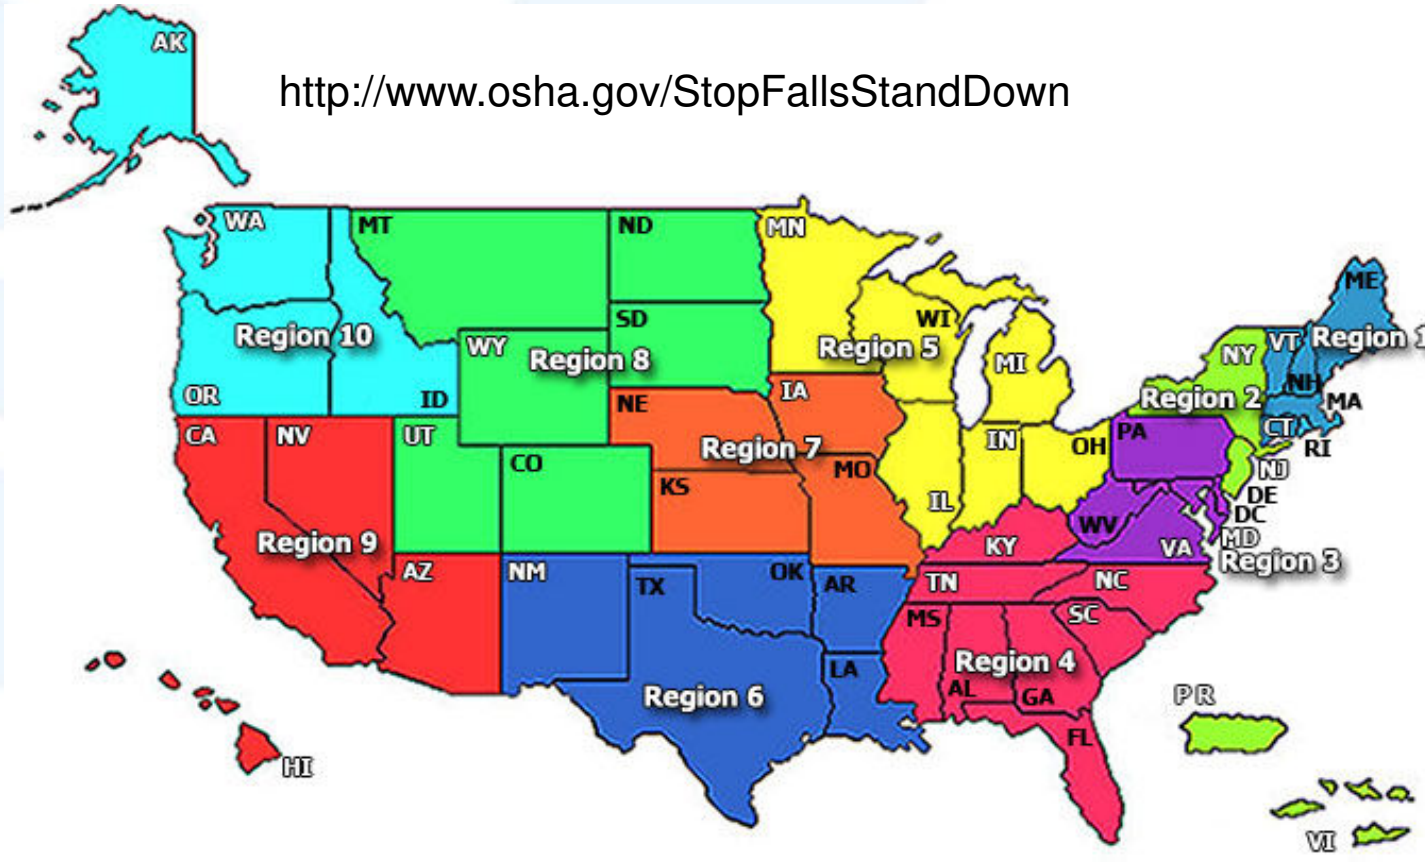 AK
http://www.osha.gov/StopFallsStandDown
WA
MT
ND
MN
ME
Region 10
SD
WI
Region 1
WY
Region 8
Region 5
NY
VT
MI
NH
OR
ID
NE
IA
Region 2
MA
CA
NV
UT
CO
Region 7
IN
OH
PA
CT
RI
MO
NJ
KS
IL
DE
DC
WV
MD
Region 9
KY
VA
Region 3
AZ
NM
TX
OK
AR
TN
NC
MS
SC
Region 4
LA
Region 6
AL
GA
PR
FL
HI
VI